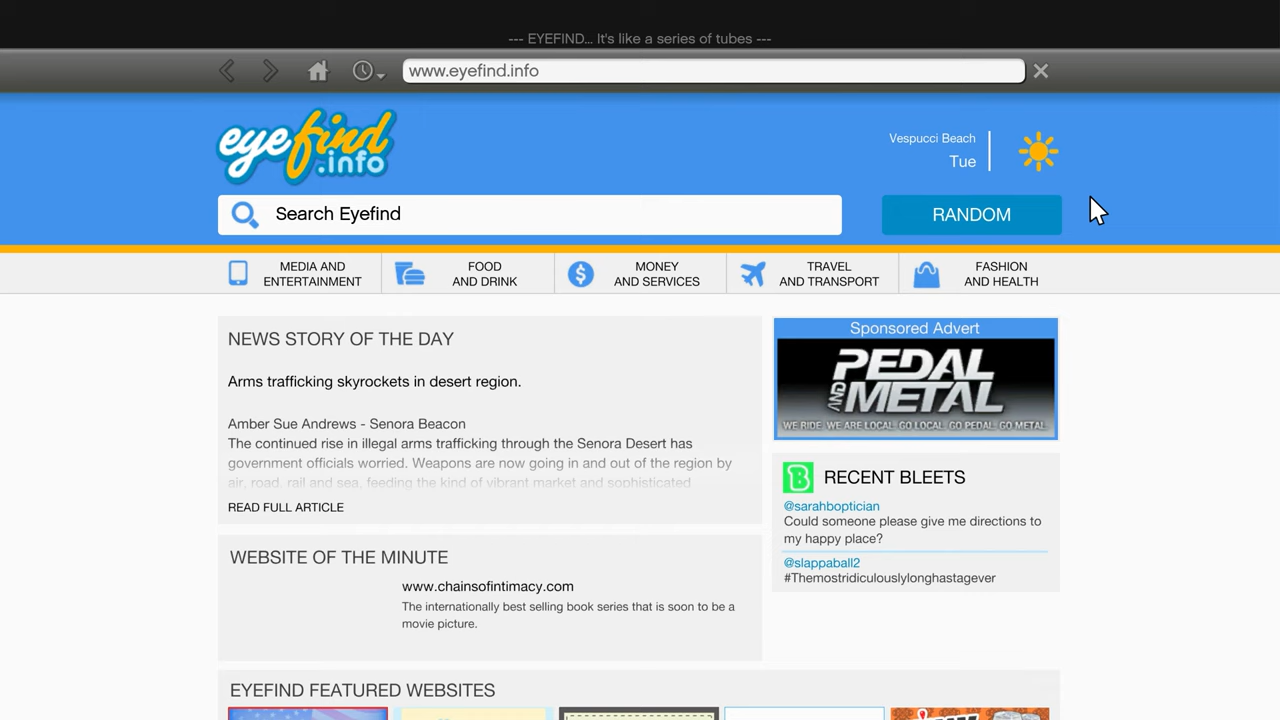 --- EYEFIND... It's like a series of tubes ---
www.eyefind.info
eyefind
.info
Vespucci Beach
Tue
Search Eyefind
RANDOM
MEDIA AND
ENTERTAINMENT
FOOD
AND DRINK
MONEY
AND SERVICES
TRAVEL
AND TRANSPORT
FASHION
AND HEALTH
NEWS STORY OF THE DAY
Arms trafficking skyrockets in desert region.
Amber Sue Andrews - Senora Beacon
The continued rise in illegal arms trafficking through the Senora Desert has
government officials worried. Weapons are now going in and out of the region by
air, road, rail and sea, feeding the kind of vibrant market and sophisticated
READ FULL ARTICLE
Sponsored Advert
PEDAL
AND METAL
WE RIDE. WE ARE LOCAL. GO LOCAL. GO PEDAL. GO METAL.
RECENT BLEETS
@sarahboptician
Could someone please give me directions to
my happy place?
@slappaball2
#Themostridiculouslylonghastagever
WEBSITE OF THE MINUTE
www.chainsofintimacy.com
The internationally best selling book series that is soon to be a
movie picture.
EYEFIND FEATURED WEBSITES